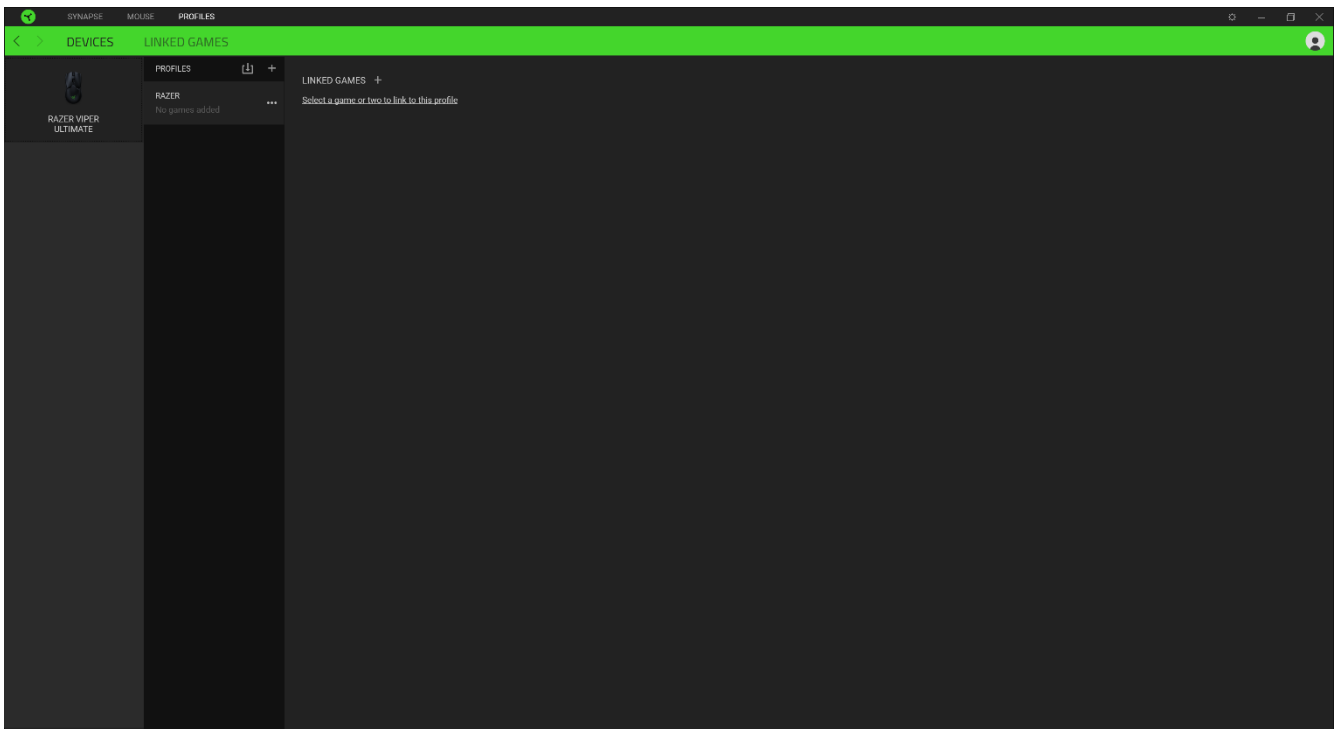 SYNAPSE MOUSE PROFILES
DEVICES LINKED GAMES
RAZER VIPER
ULTIMATE
PROFILES
RAZER
No games added
LINKED GAMES
Select a game or two to link to this profile